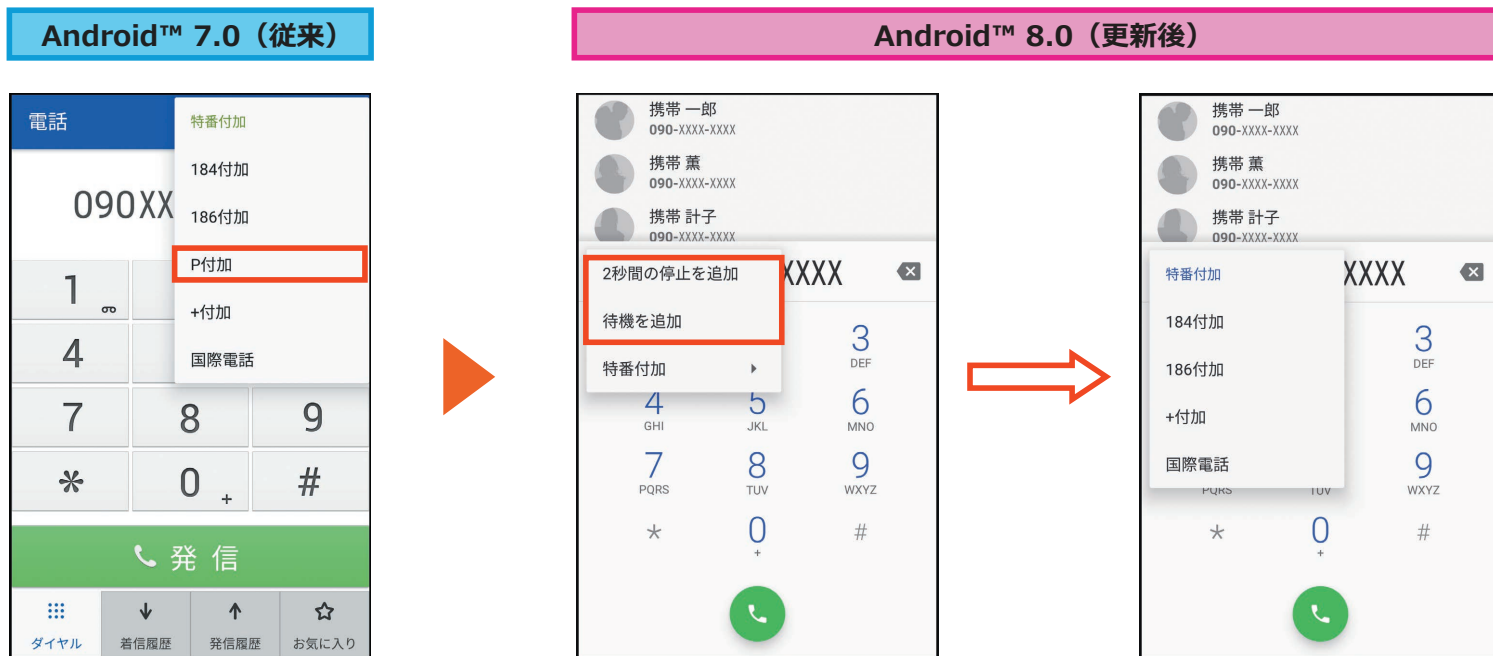 Android™ 7.0（従来）
Android™ 8.0（更新後）
電話
特番付加
184付加
186付加
P付加
+付加
国際電話
090XX
1
4
7
8
9
*
0 +
#
発信
ダイヤル
着信履歴
発信履歴
お気に入り
携帯 一郎
090-XXXX-XXXX
携帯 薫
090-XXXX-XXXX
携帯 計子
090-XXXX-XXXX
XXXX
2秒間の停止を追加
待機を追加
特番付加
3
DEF
4
GHI
5
JKL
6
MNO
7
PQRS
8
TUV
9
WXYZ
*
0
+
#
携帯 一郎
090-XXXX-XXXX
携帯 薫
090-XXXX-XXXX
携帯 計子
090-XXXX-XXXX
XXXX
特番付加
184付加
186付加
+付加
国際電話
3
DEF
6
MNO
9
PQRS
TUV
WXYZ
*
0
+
#